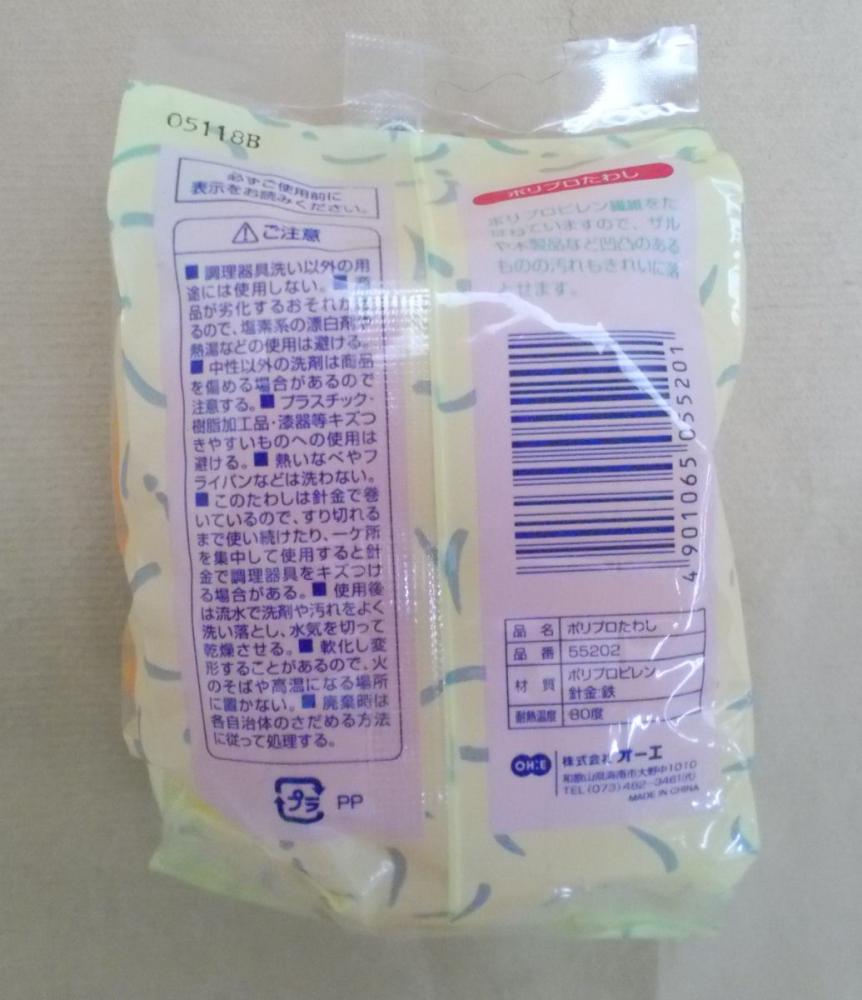 05118B
必ずご使用前に
表示をお読みください。
ご注意
■ 調理器具洗い以外の用
途には使用しない。■ 商
品が劣化するおそれがあ
るので、塩素系の漂白剤や
熱湯などの使用は避ける。
■ 中性以外の洗剤は商品
を傷める場合があるので
注意する。■ プラスチック・
樹脂加工品・漆器等キズつ
きやすいものへの使用は
避ける。■ 熱いなべやフ
ライパンなどは洗わない。
■ このたわしは針金で巻
いているので、すり切れる
まで使い続けたり、一ケ所
を集中して使用すると針
金で調理器具をキズつけ
る場合がある。■ 使用後
は流水で洗剤や汚れをよく
洗い落とし、水気を切って
乾燥させる。■ 軟化し変
形することがあるので、火
のそばや高温になる場所
に置かない。■ 廃棄時は
各自治体のさだめる方法
に従って処理する。
プラ PP
ポリプロたわし
ポリプロピレン繊維をた
ばねていますので、ザル
や木製品など凹凸のある
ものの汚れもきれいに落
とせます。
4 901065 055201
品 名 ポリプロたわし
品 番 55202
材 質 ポリプロピレン・
針金:鉄
耐熱温度 80度
OHE 株式会社 オーエ
和歌山県海南市大野中1010
TEL(073)482-3461(代)
MADE IN CHINA